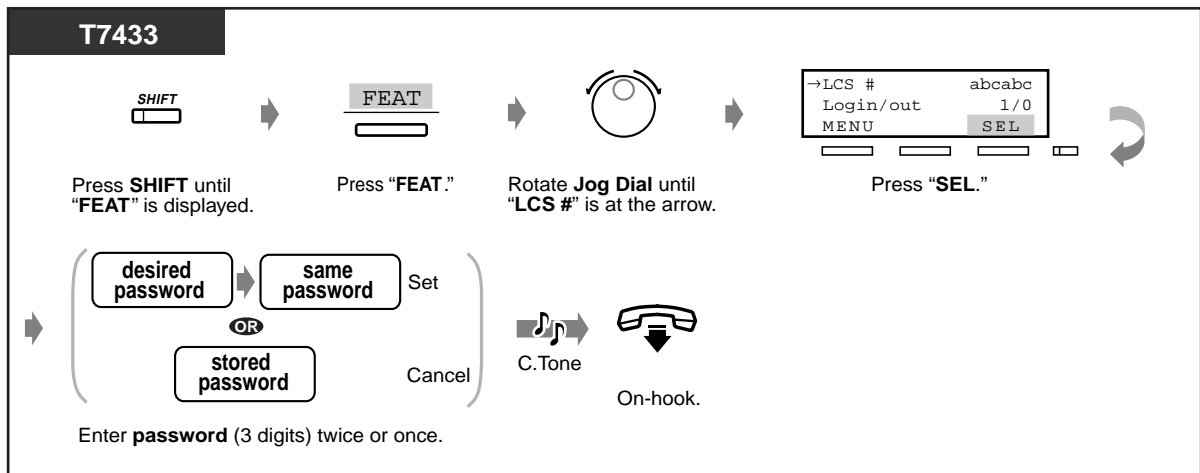 T7433
SHIFT
FEAT
→LCS # abcabc
Login/out 1/0
MENU SEL
Press SHIFT until
“FEAT” is displayed.
Press “FEAT.”
Rotate Jog Dial until
“LCS #” is at the arrow.
Press “SEL.”
desired
password
same
password
Set
OR
stored
password
Cancel
C.Tone
On-hook.
Enter password (3 digits) twice or once.